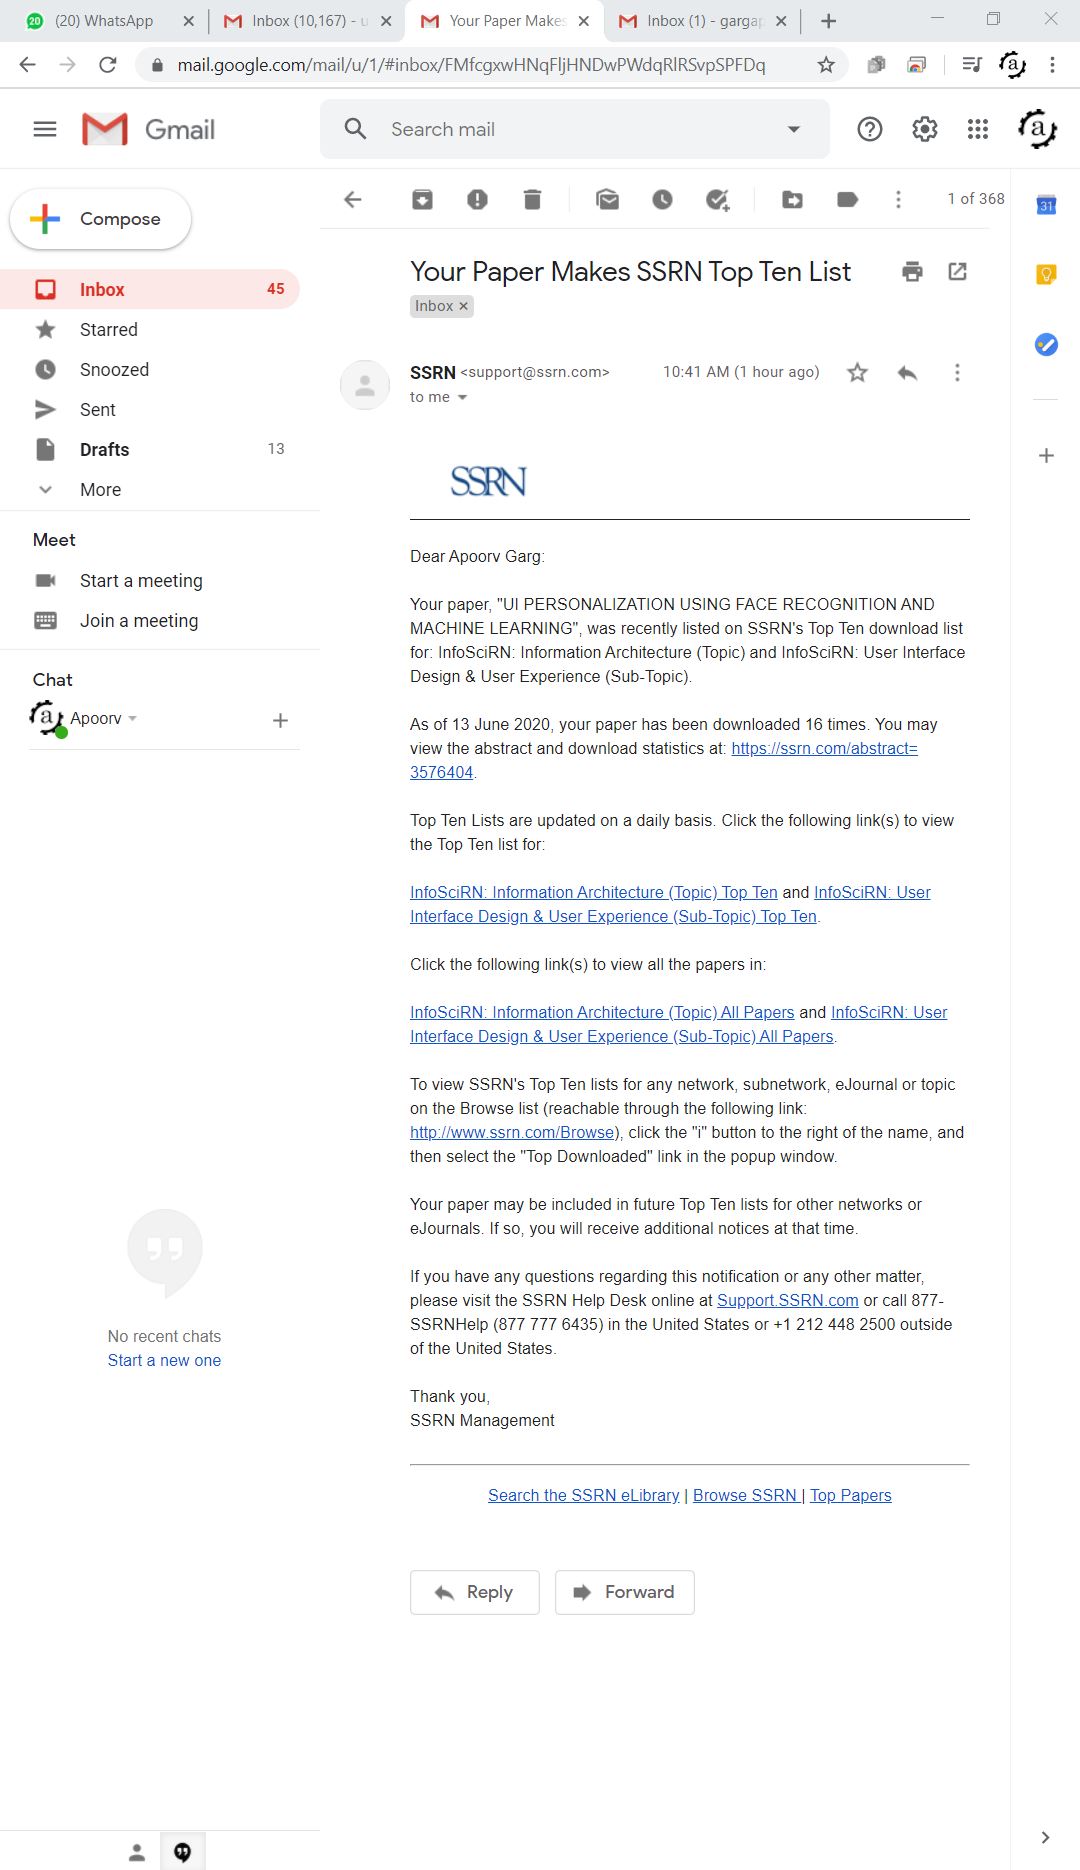 20
(20) WhatsApp
Inbox (10,167) - u
Your Paper Makes
Inbox (1) - gargap
mail.google.com/mail/u/1/#inbox/FMfcgxwHNqFljHNDwPWdqRlRSvpSPFDq
Gmail
Search mail
Compose
1 of 368
31
Inbox 45
Starred
Snoozed
Sent
Drafts 13
More
Meet
Start a meeting
Join a meeting
Chat
Apoorv
No recent chats
Start a new one
Your Paper Makes SSRN Top Ten List
Inbox
SSRN <support@ssrn.com> 10:41 AM (1 hour ago)
to me
SSRN
Dear Apoorv Garg:
Your paper, "UI PERSONALIZATION USING FACE RECOGNITION AND
MACHINE LEARNING", was recently listed on SSRN's Top Ten download list
for: InfoSciRN: Information Architecture (Topic) and InfoSciRN: User Interface
Design & User Experience (Sub-Topic).
As of 13 June 2020, your paper has been downloaded 16 times. You may
view the abstract and download statistics at: https://ssrn.com/abstract=
3576404.
Top Ten Lists are updated on a daily basis. Click the following link(s) to view
the Top Ten list for:
InfoSciRN: Information Architecture (Topic) Top Ten and InfoSciRN: User
Interface Design & User Experience (Sub-Topic) Top Ten.
Click the following link(s) to view all the papers in:
InfoSciRN: Information Architecture (Topic) All Papers and InfoSciRN: User
Interface Design & User Experience (Sub-Topic) All Papers.
To view SSRN's Top Ten lists for any network, subnetwork, eJournal or topic
on the Browse list (reachable through the following link:
http://www.ssrn.com/Browse), click the "i" button to the right of the name, and
then select the "Top Downloaded" link in the popup window.
Your paper may be included in future Top Ten lists for other networks or
eJournals. If so, you will receive additional notices at that time.
If you have any questions regarding this notification or any other matter,
please visit the SSRN Help Desk online at Support.SSRN.com or call 877-
SSRNHelp (877 777 6435) in the United States or +1 212 448 2500 outside
of the United States.
Thank you,
SSRN Management
Search the SSRN eLibrary | Browse SSRN | Top Papers
Reply
Forward